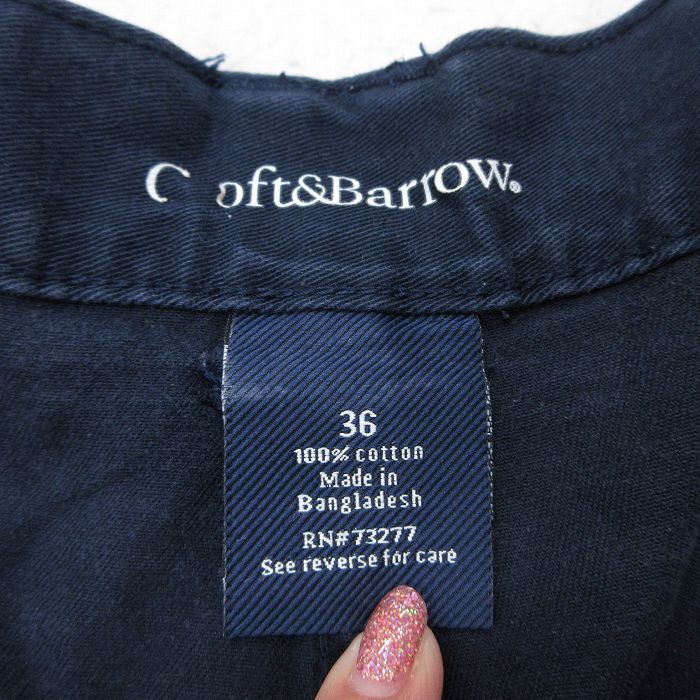 C oft&Barrow®
36
100% cotton
Made in
Bangladesh
RN#73277
See reverse for care